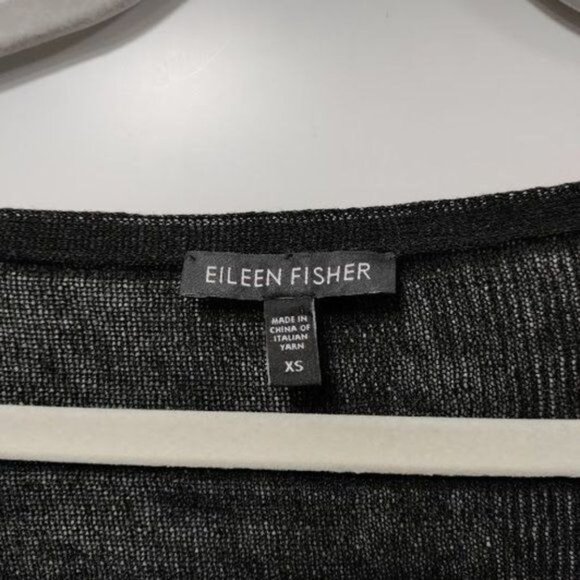 EILEEN FISHER
MADE IN
CHINA OF
ITALIAN
YARN
XS